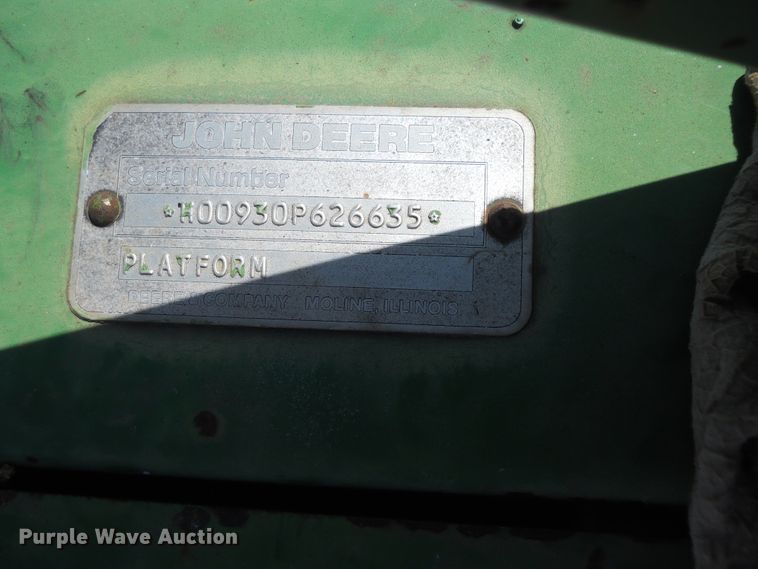 JOHN DEERE
Serial Number
*H00930P626635*
PLATFORM
DEERE & COMPANY MOLINE, ILLINOIS
Purple Wave Auction®